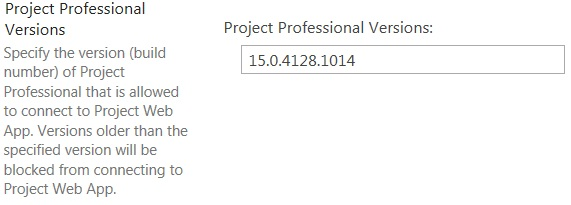 Project Professional
Versions
Specify the version (build
number) of Project
Professional that is allowed
to connect to Project Web
App. Versions older than the
specified version will be
blocked from connecting to
Project Web App.
Project Professional Versions:
15.0.4128.1014